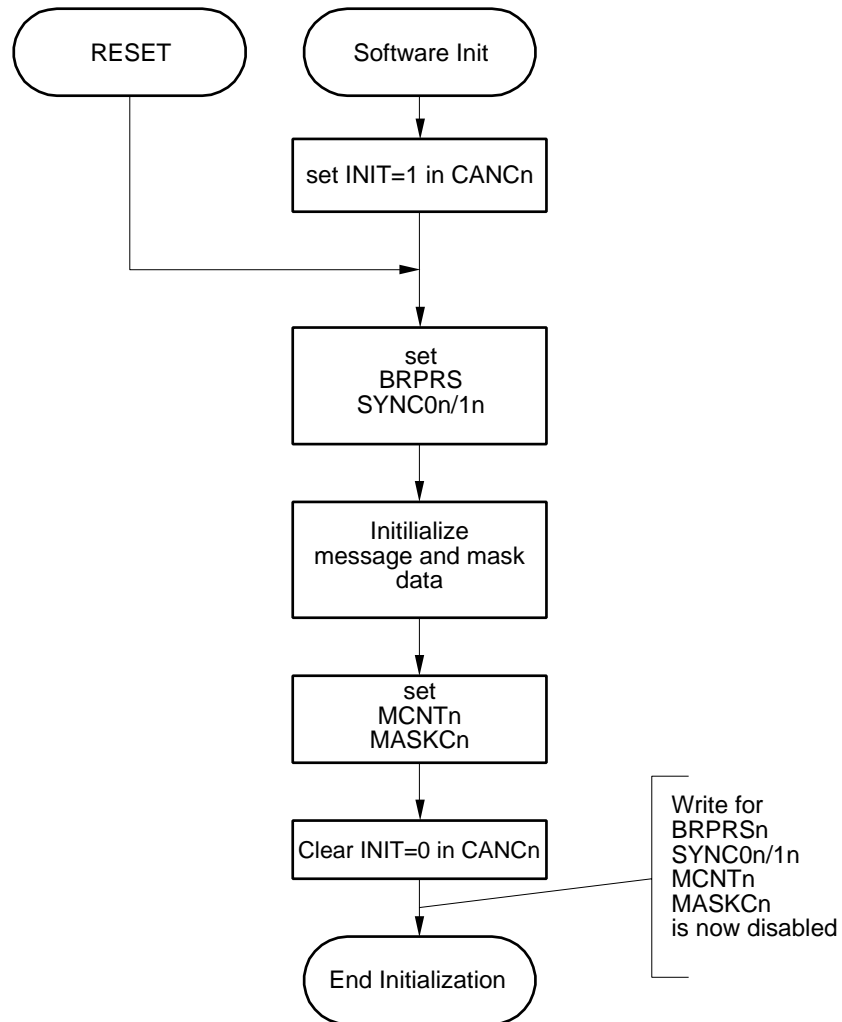 RESET
Software Init
set INIT=1 in CANCn
set
BRPRS
SYNC0n/1n
Initilialize
message and mask
data
set
MCNTn
MASKCn
Clear INIT=0 in CANCn
Write for
BRPRSn
SYNC0n/1n
MCNTn
MASKCn
is now disabled
End Initialization